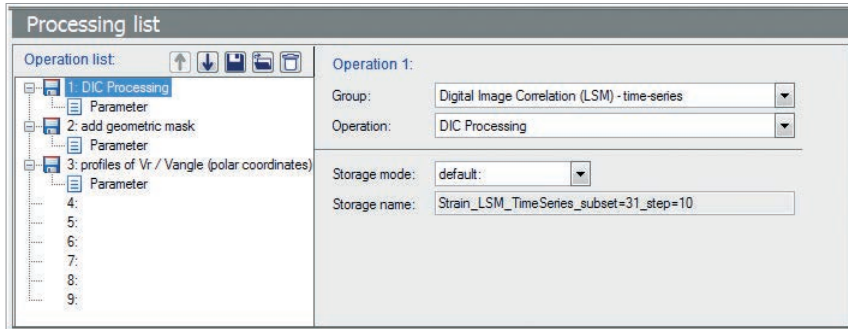 Processing list
Operation list:
1: DIC Processing
Parameter
2: add geometric mask
Parameter
3: profiles of Vr / Vangle (polar coordinates)
Parameter
4:
5:
6:
7:
8:
9:
Operation 1:
Group: Digital Image Correlation (LSM) - time-series
Operation: DIC Processing
Storage mode: default:
Storage name: Strain_LSM_TimeSeries_subset=31_step=10